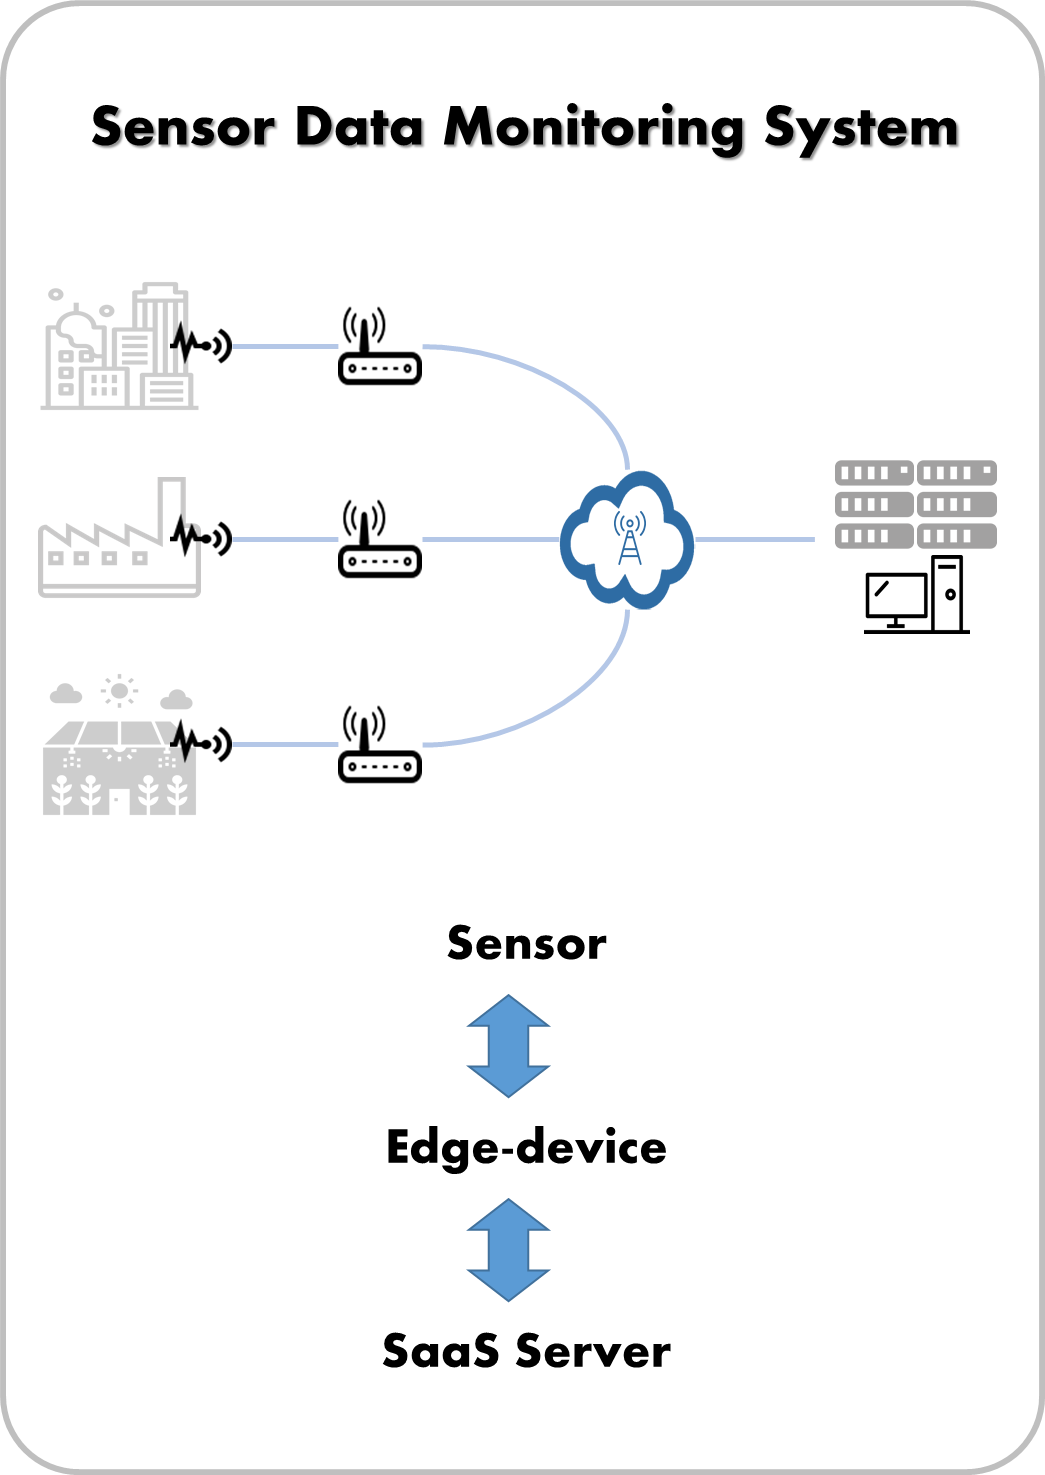 Sensor Data Monitoring System
Sensor
Edge-device
SaaS Server